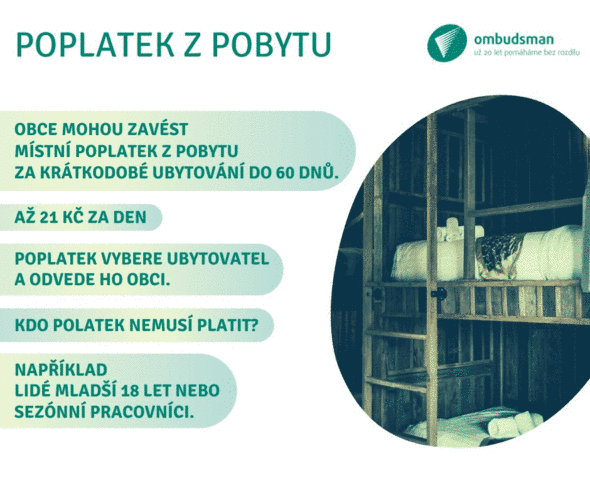 POPLATEK Z POBYTU
ombudsman
už 20 let pomáháme bez rozdílu
OBCE MOHOU ZAVÉST
MÍSTNÍ POPLATEK Z POBYTU
ZA KRÁTKODOBÉ UBYTOVÁNÍ DO 60 DNŮ.
AŽ 21 KČ ZA DEN
POPLATEK VYBERE UBYTOVATEL
A ODVEDE HO OBCI.
KDO POLATEK NEMUSÍ PLATIT?
NAPŘÍKLAD
LIDÉ MLADŠÍ 18 LET NEBO
SEZÓNNÍ PRACOVNÍCI.